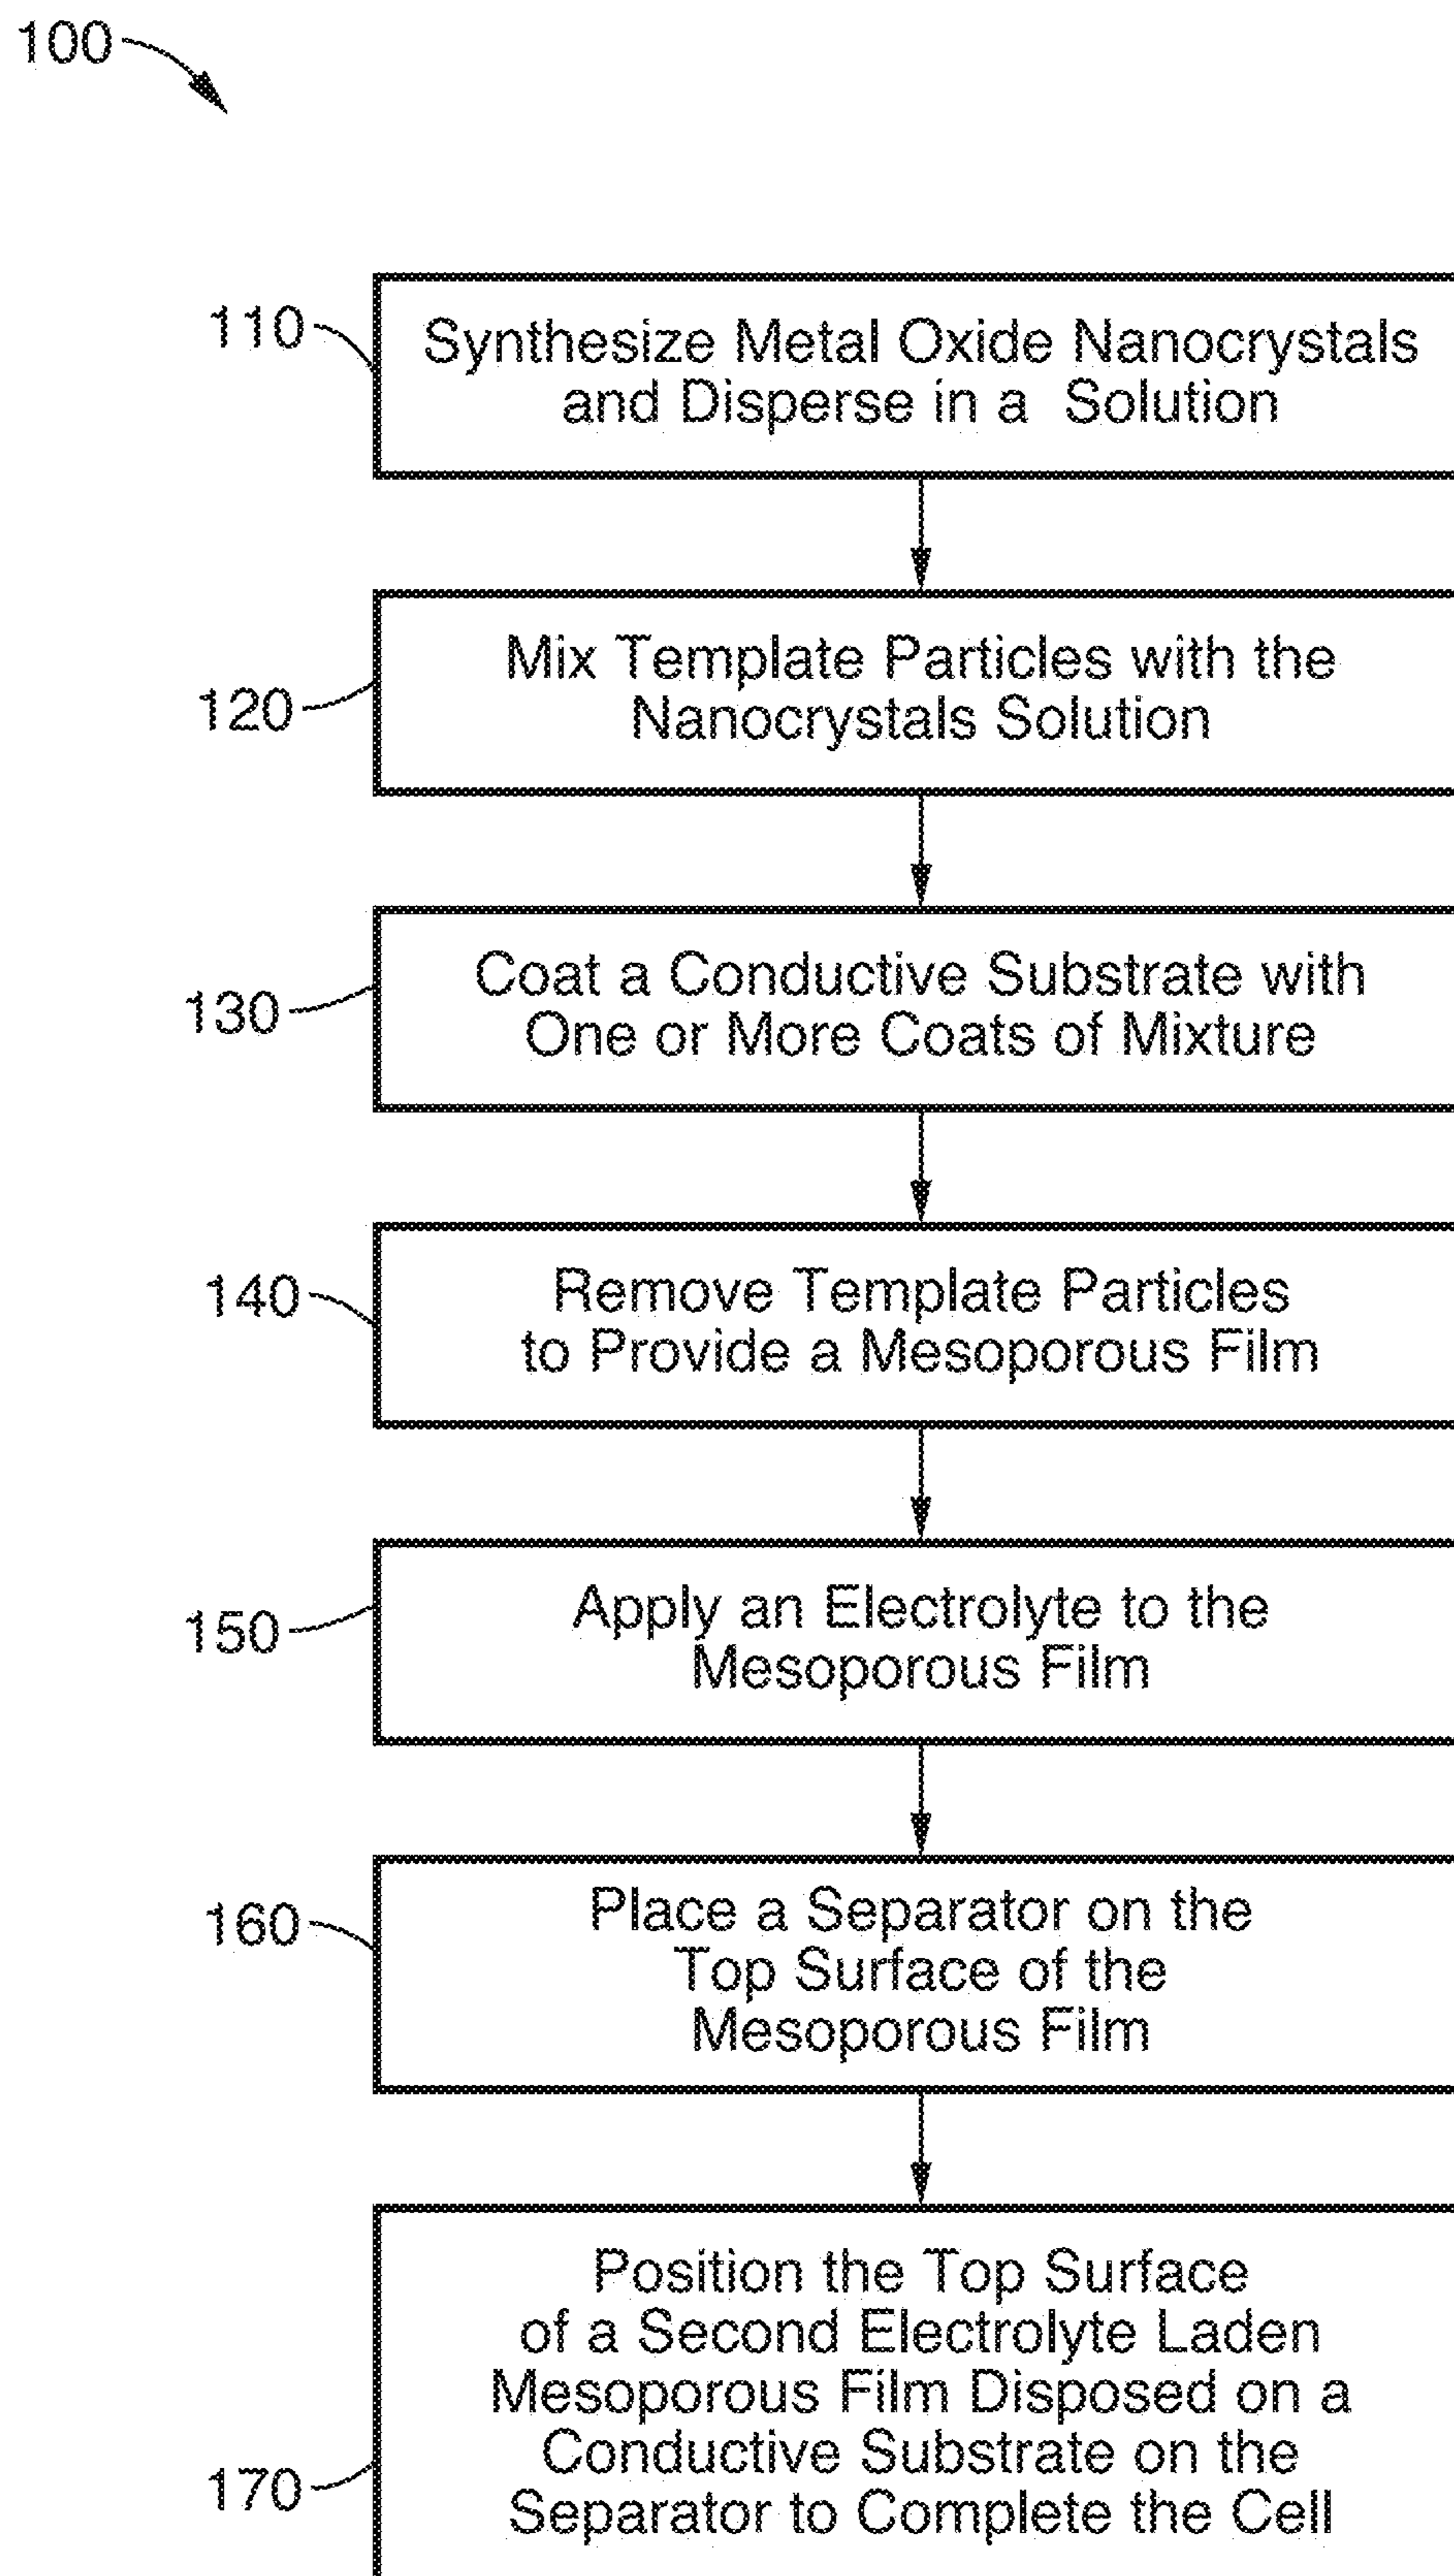 100
110
Synthesize Metal Oxide Nanocrystals
and Disperse in a Solution
120
Mix Template Particles with the
Nanocrystals Solution
130
Coat a Conductive Substrate with
One or More Coats of Mixture
140
Remove Template Particles
to Provide a Mesoporous Film
150
Apply an Electrolyte to the
Mesoporous Film
160
Place a Separator on the
Top Surface of the
Mesoporous Film
170
Position the Top Surface
of a Second Electrolyte Laden
Mesoporous Film Disposed on a
Conductive Substrate on the
Separator to Complete the Cell